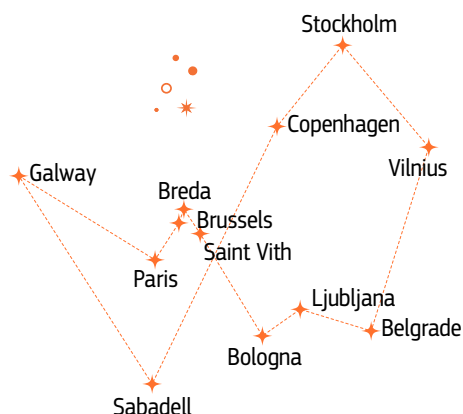 Stockholm
Copenhagen
Vilnius
Galway
Breda
Brussels
Saint Vith
Paris
Ljubljana
Belgrade
Bologna
Sabadell